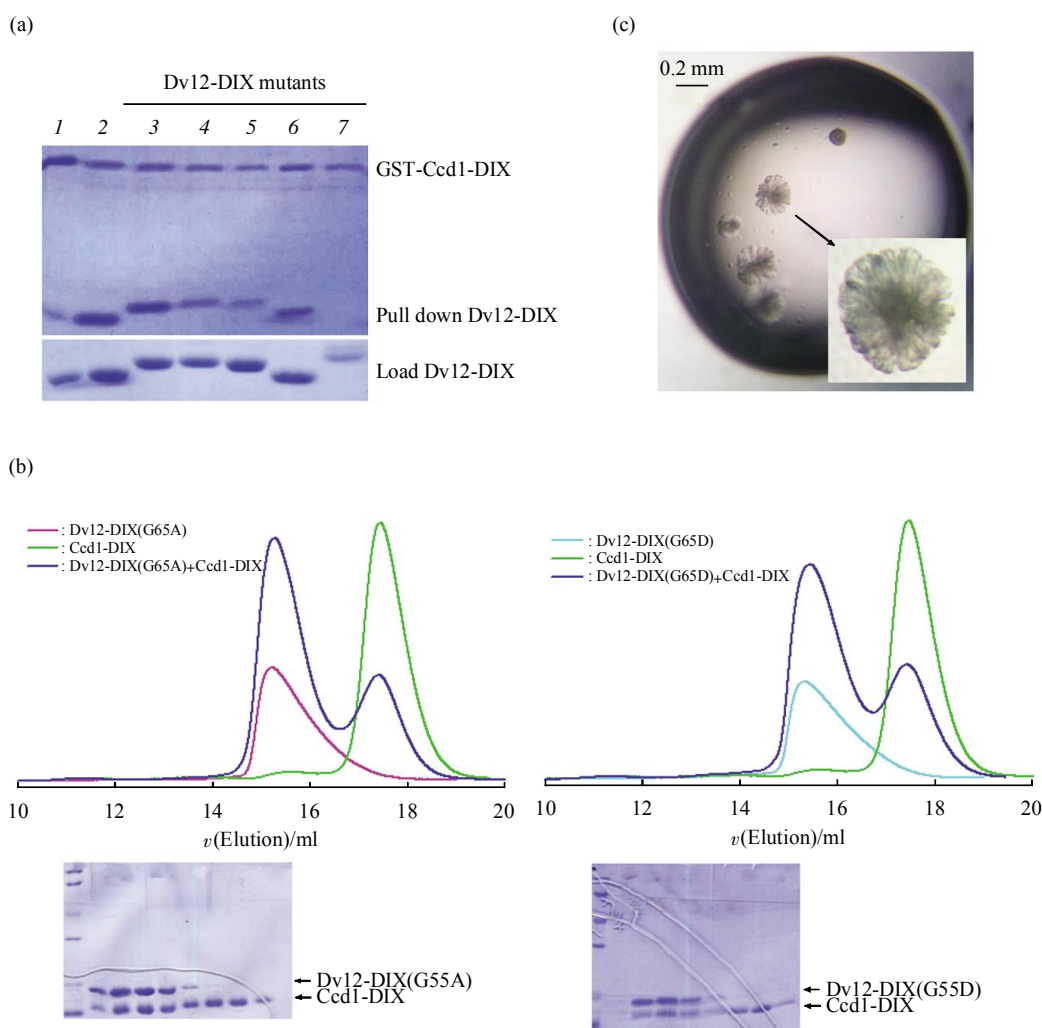 (a)
Dv12-DIX mutants
1 2 3 4 5 6 7
GST-Ccd1-DIX
Pull down Dv12-DIX
Load Dv12-DIX
(c)
0.2 mm
(b)
: Dv12-DIX(G65A)
: Ccd1-DIX
: Dv12-DIX(G65A)+Ccd1-DIX
10 12 14 16 18 20
v(Elution)/ml
Dv12-DIX(G55A)
Ccd1-DIX
: Dv12-DIX(G65D)
: Ccd1-DIX
: Dv12-DIX(G65D)+Ccd1-DIX
10 12 14 16 18 20
v(Elution)/ml
Dv12-DIX(G55D)
Ccd1-DIX